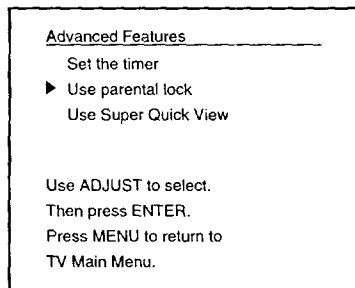 Advanced Features
Set the timer
Use parental lock
Use Super Quick View
Use ADJUST to select.
Then press ENTER.
Press MENU to return to
TV Main Menu.